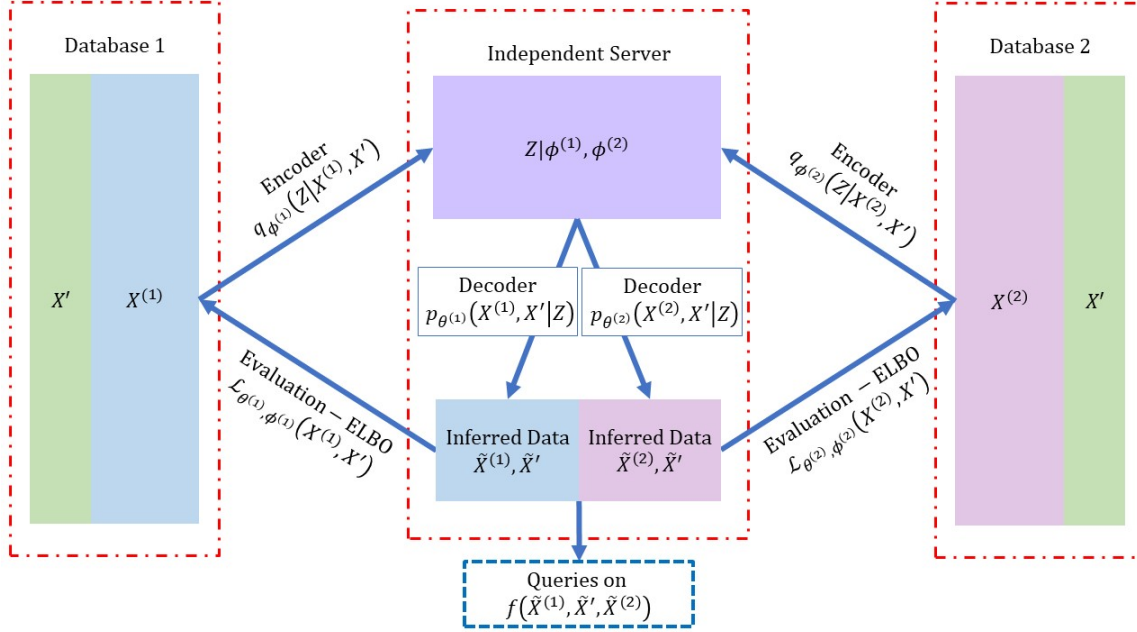 Database 1
X′
X⁽¹⁾
Encoder
q_ϕ⁽¹⁾(Z|X⁽¹⁾, X′)
Evaluation – ELBO
ℒ_θ⁽¹⁾,ϕ⁽¹⁾(X⁽¹⁾, X′)
Independent Server
Z|ϕ⁽¹⁾, ϕ⁽²⁾
Decoder
p_θ⁽¹⁾(X⁽¹⁾, X′|Z)
Decoder
p_θ⁽²⁾(X⁽²⁾, X′|Z)
Inferred Data
X̃⁽¹⁾, X̃′
Inferred Data
X̃⁽²⁾, X̃′
Queries on
f(X̃⁽¹⁾, X̃′, X̃⁽²⁾)
Encoder
q_ϕ⁽²⁾(Z|X⁽²⁾, X′)
Evaluation – ELBO
ℒ_θ⁽²⁾,ϕ⁽²⁾(X⁽²⁾, X′)
Database 2
X⁽²⁾
X′